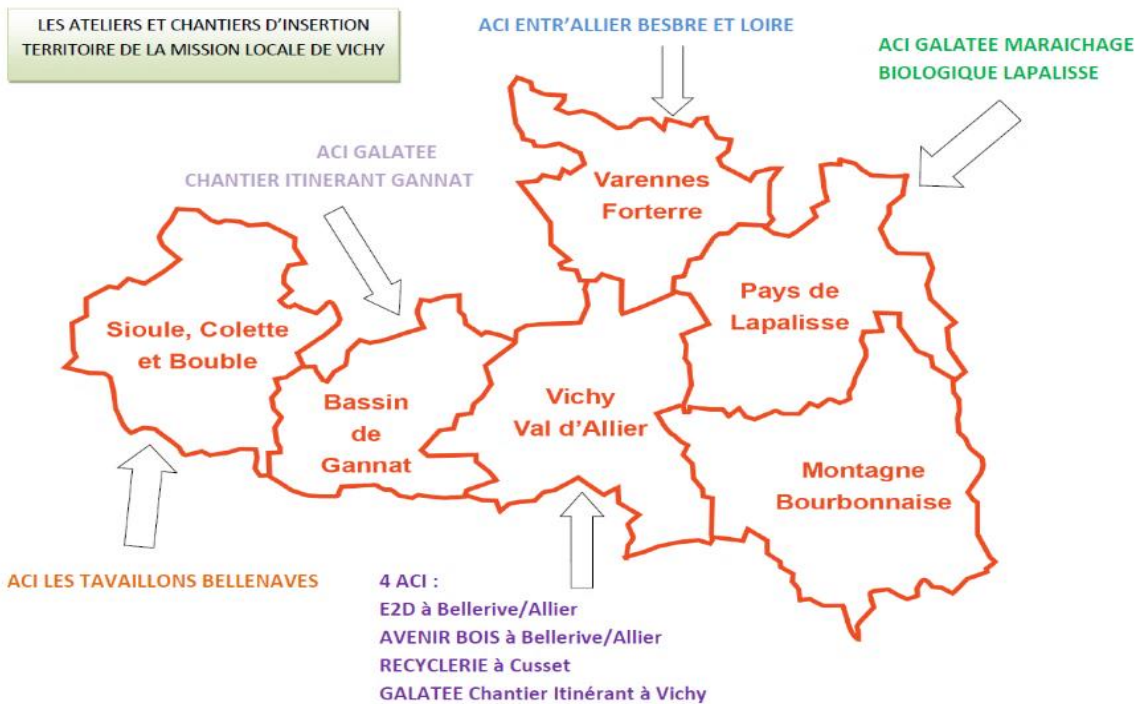 LES ATELIERS ET CHANTIERS D'INSERTION
TERRITOIRE DE LA MISSION LOCALE DE VICHY
ACI ENTR'ALLIER BESBRE ET LOIRE
ACI GALATEE MARAICHAGE
BIOLOGIQUE LAPALISSE
ACI GALATEE
CHANTIER ITINERANT GANNAT
Varennes
Forterre
Sioule, Colette
et Bouble
Pays de
Lapalisse
Bassin
de
Gannat
Vichy
Val d'Allier
Montagne
Bourbonnaise
ACI LES TAVAILLONS BELLENAVES
4 ACI :
E2D à Bellerive/Allier
AVENIR BOIS à Bellerive/Allier
RECYCLERIE à Cusset
GALATEE Chantier Itinérant à Vichy